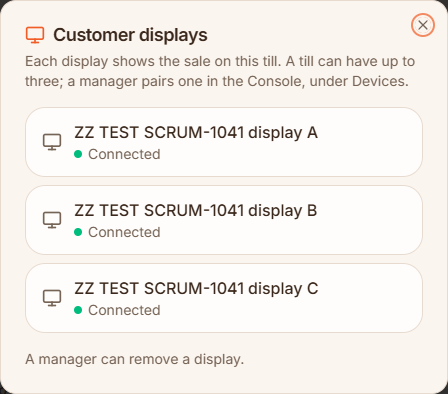 Customer displays
Each display shows the sale on this till. A till can have up to
three; a manager pairs one in the Console, under Devices.
ZZ TEST SCRUM-1041 display A
Connected
ZZ TEST SCRUM-1041 display B
Connected
ZZ TEST SCRUM-1041 display C
Connected
A manager can remove a display.